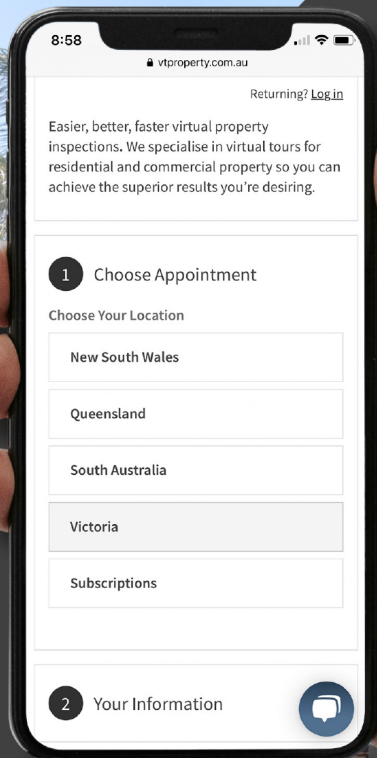 8:58
vtproperty.com.au
Returning? Log in
Easier, better, faster virtual property
inspections. We specialise in virtual tours for
residential and commercial property so you can
achieve the superior results you're desiring.
1 Choose Appointment
Choose Your Location
New South Wales
Queensland
South Australia
Victoria
Subscriptions
2 Your Information